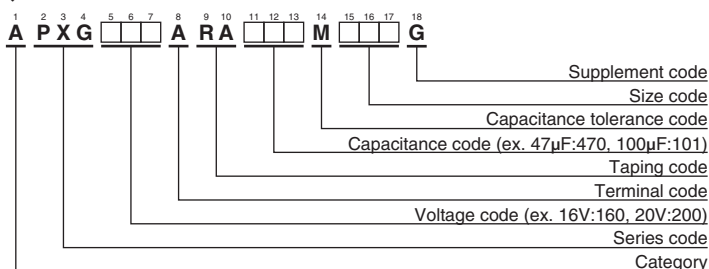 1 2 3 4 5 6 7 8 9 10 11 12 13 14 15 16 17 18
A P X G □□□ A R A □□□ M □□□ G
Supplement code
Size code
Capacitance tolerance code
Capacitance code (ex. 47µF:470, 100µF:101)
Taping code
Terminal code
Voltage code (ex. 16V:160, 20V:200)
Series code
Category